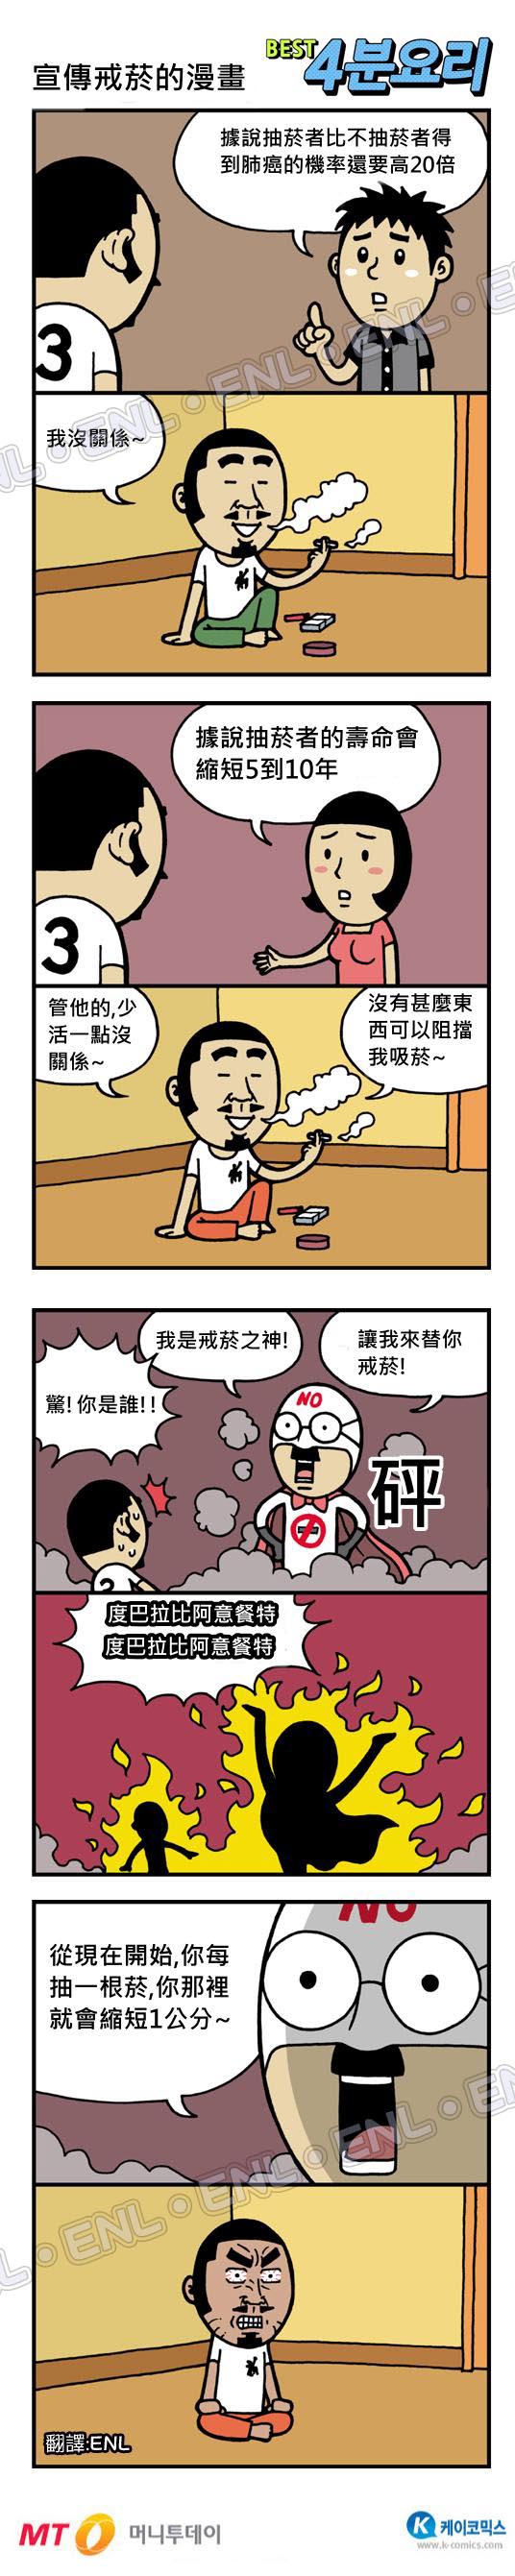 宣傳戒菸的漫畫
BEST
4분요리
據說抽菸者比不抽菸者得
到肺癌的機率還要高20倍
3
ENL
我沒關係~
據說抽菸者的壽命會
縮短5到10年
3
管他的,少
活一點沒
關係~
沒有甚麼東
西可以阻擋
我吸菸~
驚! 你是誰! !
我是戒菸之神!
讓我來替你
戒菸!
NO
砰
度巴拉比阿意餐特
度巴拉比阿意餐特
NO
從現在開始,你每
抽一根菸,你那裡
就會縮短1公分~
ENL
翻譯:ENL
MT 머니투데이
K 케이코믹스
www.k-comics.com